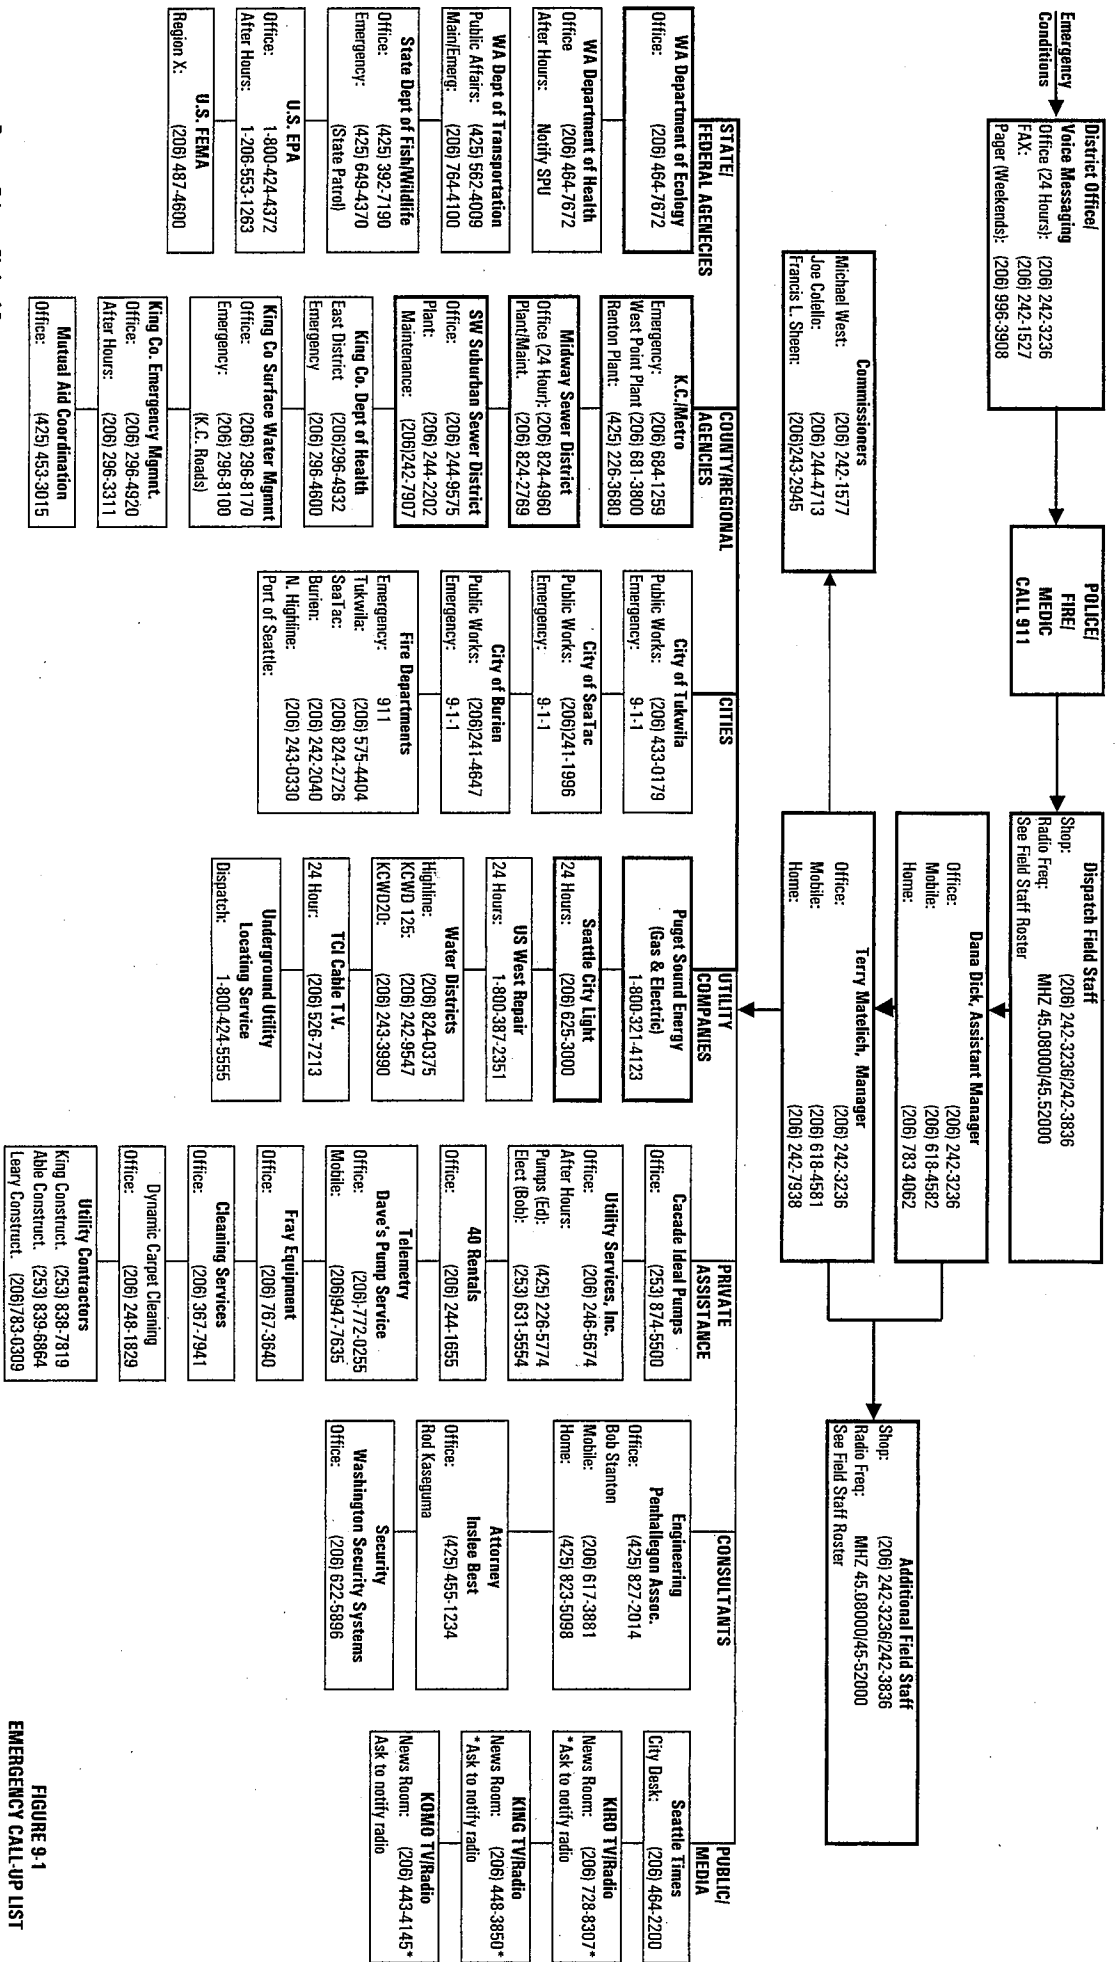 Emergency
Conditions
District Office/
Voice Messaging
Office (24 Hours): (206) 242-3236
FAX: (206) 242-1527
Pager (Weekends): (206) 996-3908
POLICE/
FIRE/
MEDIC
CALL 911
Dispatch Field Staff
Shop: (206) 242-3236/242-3836
Radio Freq: MHZ 45.08000/45.52000
See Field Staff Roster
Dana Dick, Assistant Manager
Office: (206) 242-3236
Mobile: (206) 618-4582
Home: (206) 783 4062
Terry Matelich, Manager
Office: (206) 242-3236
Mobile: (206) 618-4581
Home: (206) 242-7938
Additional Field Staff
Shop: (206) 242-3236/242-3836
Radio Freq: MHZ 45.08000/45-52000
See Field Staff Roster
Commissioners
Michael West: (206) 242-1577
Joe Colello: (206) 244-4713
Francis L. Sheen: (206)243-2945
STATE/
FEDERAL AGENECIES
WA Department of Ecology
Office: (206) 464-7672
WA Department of Health
Office (206) 464-7672
After Hours: Notify SPU
WA Dept of Transportation
Public Affairs: (425) 562-4009
Main/Emerg: (206) 764-4100
State Dept of Fish/Wildlife
Office: (425) 392-7190
Emergency: (425) 649-4370
(State Patrol)
U.S. EPA
Office: 1-800-424-4372
After Hours: 1-206-553-1263
U.S. FEMA
Region X: (206) 487-4600
COUNTY/REGIONAL
AGENCIES
K.C./Metro
Emergency: (206) 684-1259
West Point Plant (206) 681-3800
Renton Plant: (425) 226-3680
Midway Sewer District
Office (24 Hour): (206) 824-4960
Plant/Maint. (206) 824-2769
SW Suburban Sewer District
Office: (206) 244-9575
Plant: (206) 244-2202
Maintenance: (206)242-7907
King Co. Dept of Health
East District (206)296-4932
Emergency (206) 296-4600
King Co Surface Water Mgmnt
Office: (206) 296-8170
Emergency: (206) 296-8100
(K.C. Roads)
King Co. Emergency Mgmnt.
Office: (206) 296-4920
After Hours: (206) 296-3311
Mutual Aid Coordination
Office: (425) 453-3015
CITIES
City of Tukwila
Public Works: (206) 433-0179
Emergency: 9-1-1
City of SeaTac
Public Works: (206)241-1996
Emergency: 9-1-1
City of Burien
Public Works: (206)241-4647
Emergency: 9-1-1
Fire Departments
Emergency: 911
Tukwila: (206) 575-4404
SeaTac: (206) 824-2726
Burien: (206) 242-2040
N. Highline: (206) 243-0330
Port of Seattle:
UTILITY
COMPANIES
Puget Sound Energy
(Gas & Electric)
1-800-321-4123
Seattle City Light
24 Hours: (206) 625-3000
US West Repair
24 Hours: 1-800-387-2351
Water Districts
Highline: (206) 824-0375
KCWD 125: (206) 242-9547
KCWD20: (206) 243-3990
TCI Cable T.V.
24 Hour: (206) 526-7213
Underground Utility
Locating Service
Dispatch: 1-800-424-5555
PRIVATE
ASSISTANCE
Cacade Ideal Pumps
Office: (253) 874-5500
Utility Services, Inc.
Office: (206) 246-5674
After Hours:
Pumps (Ed): (425) 226-5774
Elect (Bob): (253) 631-5554
40 Rentals
Office: (206) 244-1655
Telemetry
Dave's Pump Service
Office: (206)-772-0255
Mobile: (206)947-7635
Fray Equipment
Office: (206) 767-3640
Cleaning Services
Office: (206) 367-7941
Dynamic Carpet Cleaning
Office: (206) 248-1829
Utility Contractors
King Construct. (253) 838-7819
Able Construct. (253) 839-6864
Leary Construct. (206)783-0309
CONSULTANTS
Engineering
Penhallegon Assoc.
Office: (425) 827-2014
Bob Stanton
Mobile: (206) 617-3881
Home: (425) 823-5098
Attorney
Inslee Best
Office: (425) 455-1234
Rod Kaseguma
Security
Washington Security Systems
Office: (206) 622-5896
PUBLIC/
MEDIA
Seattle Times
City Desk: (206) 464-2200
KIRO TV/Radio
News Room: (206) 728-8307*
* Ask to notify radio
KING TV/Radio
News Room: (206) 448-3850*
* Ask to notify radio
KOMO TV/Radio
News Room: (206) 443-4145*
Ask to notify radio
FIGURE 9-1
EMERGENCY CALL-UP LIST